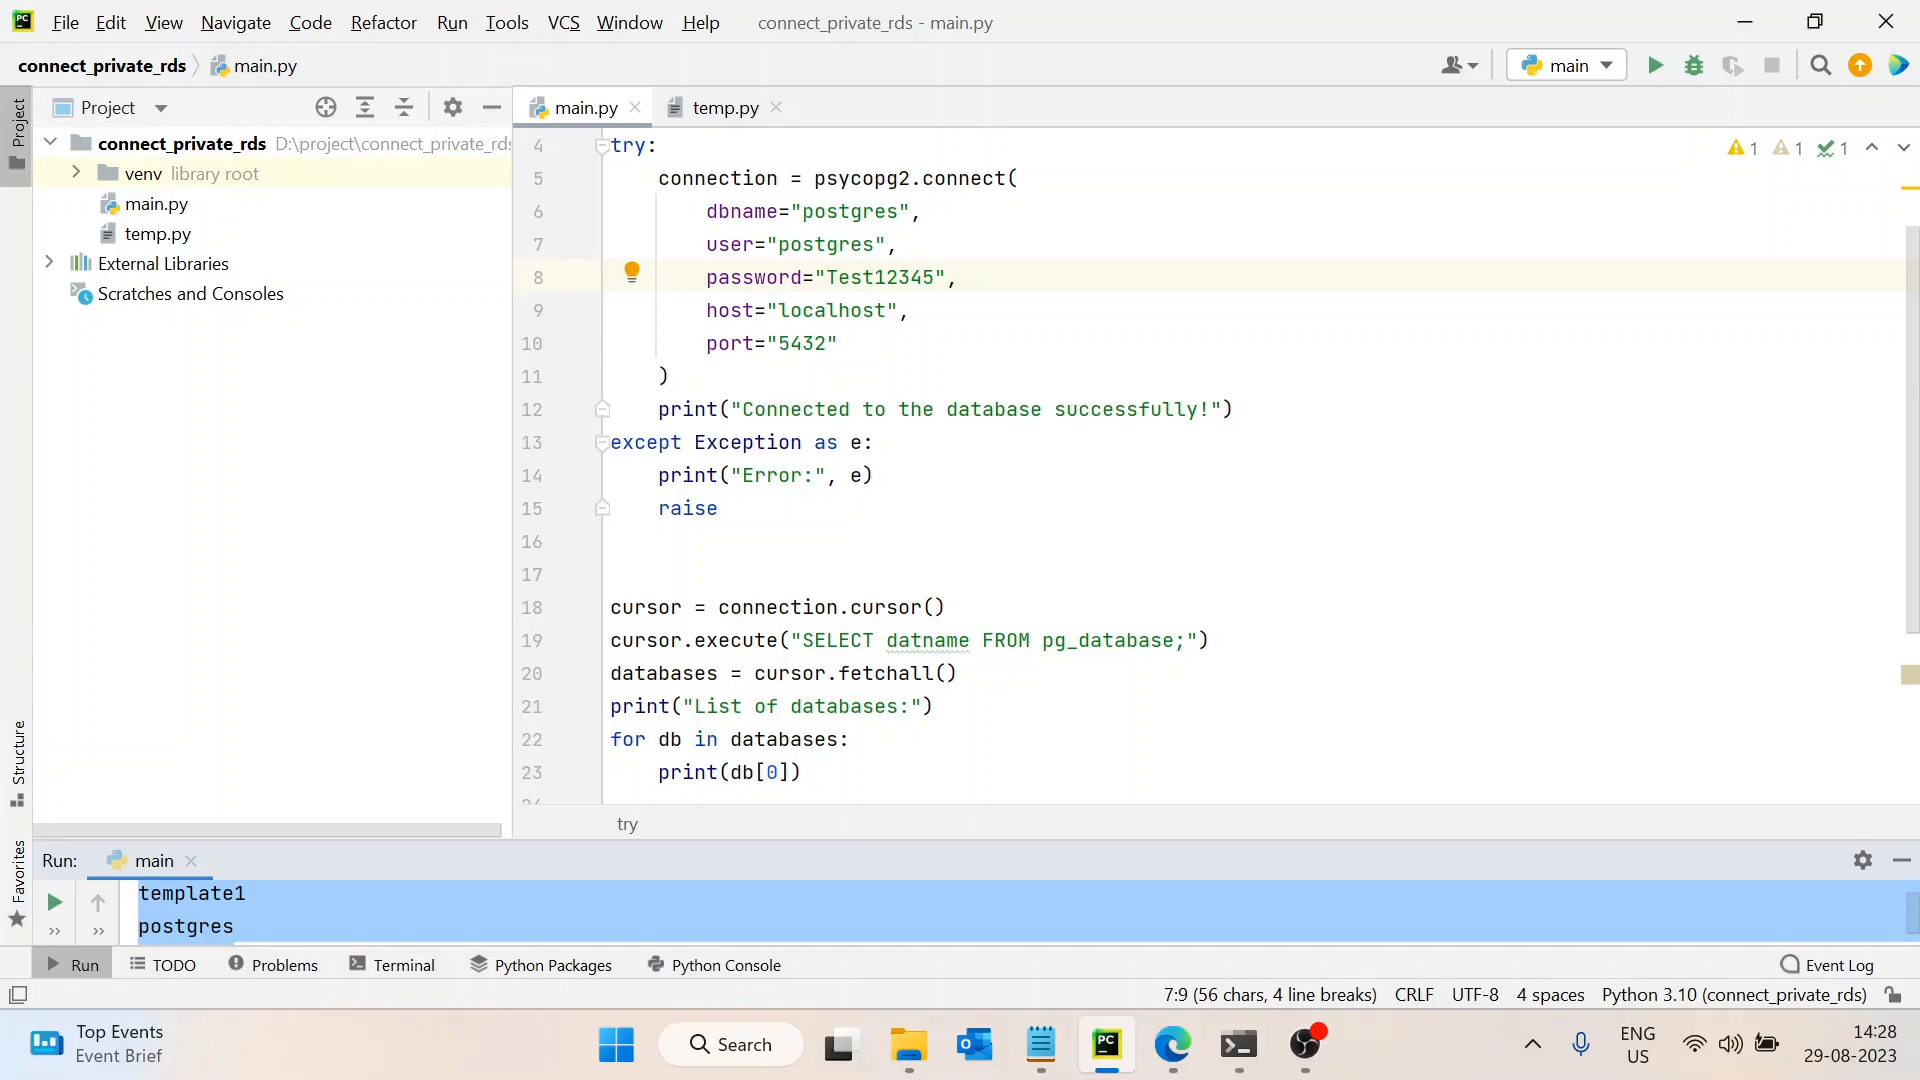 File Edit View Navigate Code Refactor Run Tools VCS Window Help connect_private_rds - main.py
connect_private_rds main.py
main
Project
main.py
temp.py
Project
connect_private_rds D:\project\connect_private_rds
venv library root
main.py
temp.py
External Libraries
Scratches and Consoles
Structure
Favorites
4 try:
5 connection = psycopg2.connect(
6 dbname="postgres",
7 user="postgres",
8 password="Test12345",
9 host="localhost",
10 port="5432"
11 )
12 print("Connected to the database successfully!")
13 except Exception as e:
14 print("Error:", e)
15 raise
16
17
18 cursor = connection.cursor()
19 cursor.execute("SELECT datname FROM pg_database;")
20 databases = cursor.fetchall()
21 print("List of databases:")
22 for db in databases:
23 print(db[0])
1 1 1
try
Run: main
template1
postgres
Run TODO Problems Terminal Python Packages Python Console Event Log
7:9 (56 chars, 4 line breaks) CRLF UTF-8 4 spaces Python 3.10 (connect_private_rds)
Top Events
Event Brief
Search
PC
ENG
US
14:28
29-08-2023